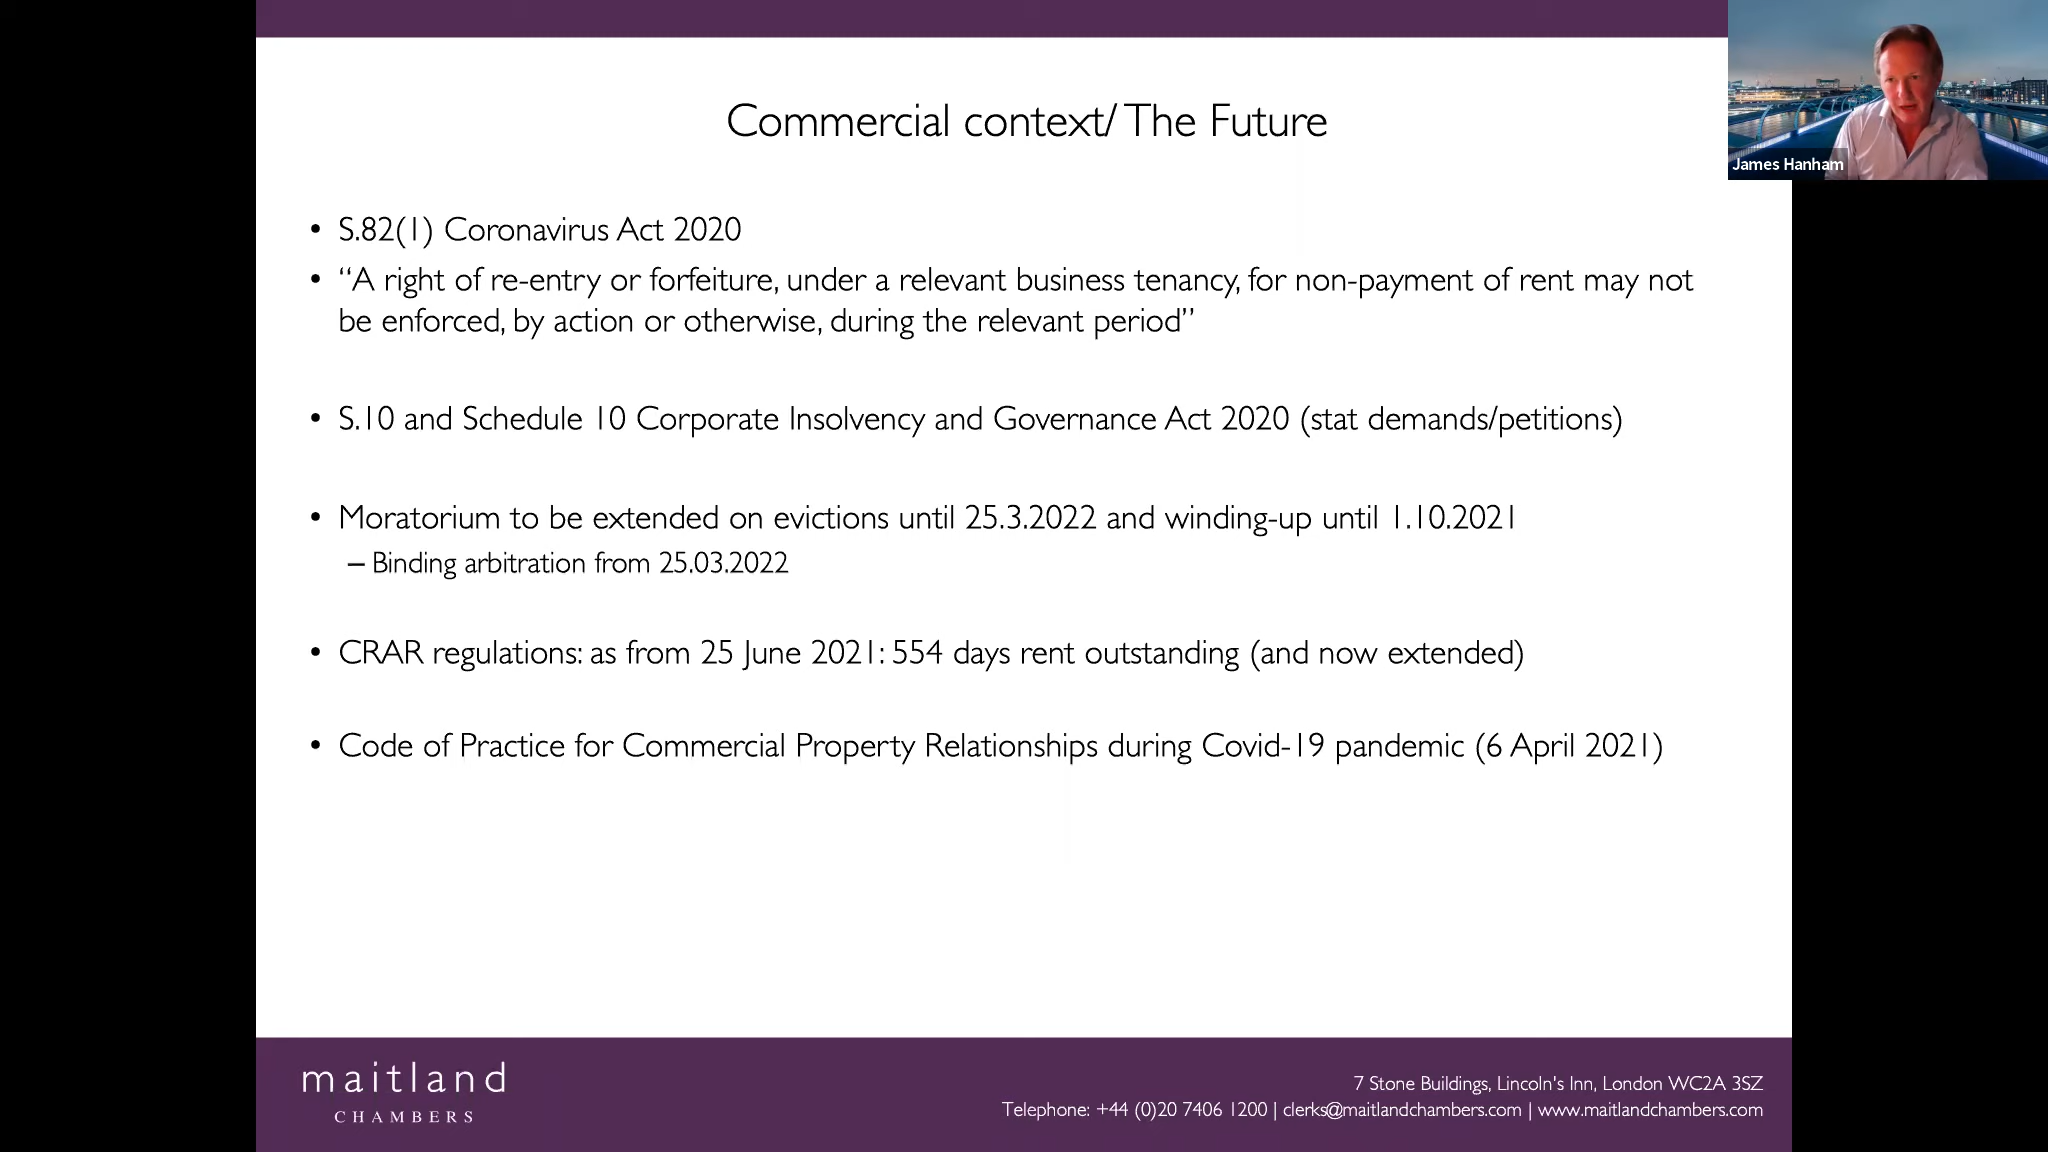 Commercial context/ The Future
James Hanham
• S.82(1) Coronavirus Act 2020
• “A right of re-entry or forfeiture, under a relevant business tenancy, for non-payment of rent may not
be enforced, by action or otherwise, during the relevant period”
• S.10 and Schedule 10 Corporate Insolvency and Governance Act 2020 (stat demands/petitions)
• Moratorium to be extended on evictions until 25.3.2022 and winding-up until 1.10.2021
– Binding arbitration from 25.03.2022
• CRAR regulations: as from 25 June 2021: 554 days rent outstanding (and now extended)
• Code of Practice for Commercial Property Relationships during Covid-19 pandemic (6 April 2021)
maitland
CHAMBERS
7 Stone Buildings, Lincoln's Inn, London WC2A 3SZ
Telephone: +44 (0)20 7406 1200 | clerks@maitlandchambers.com | www.maitlandchambers.com